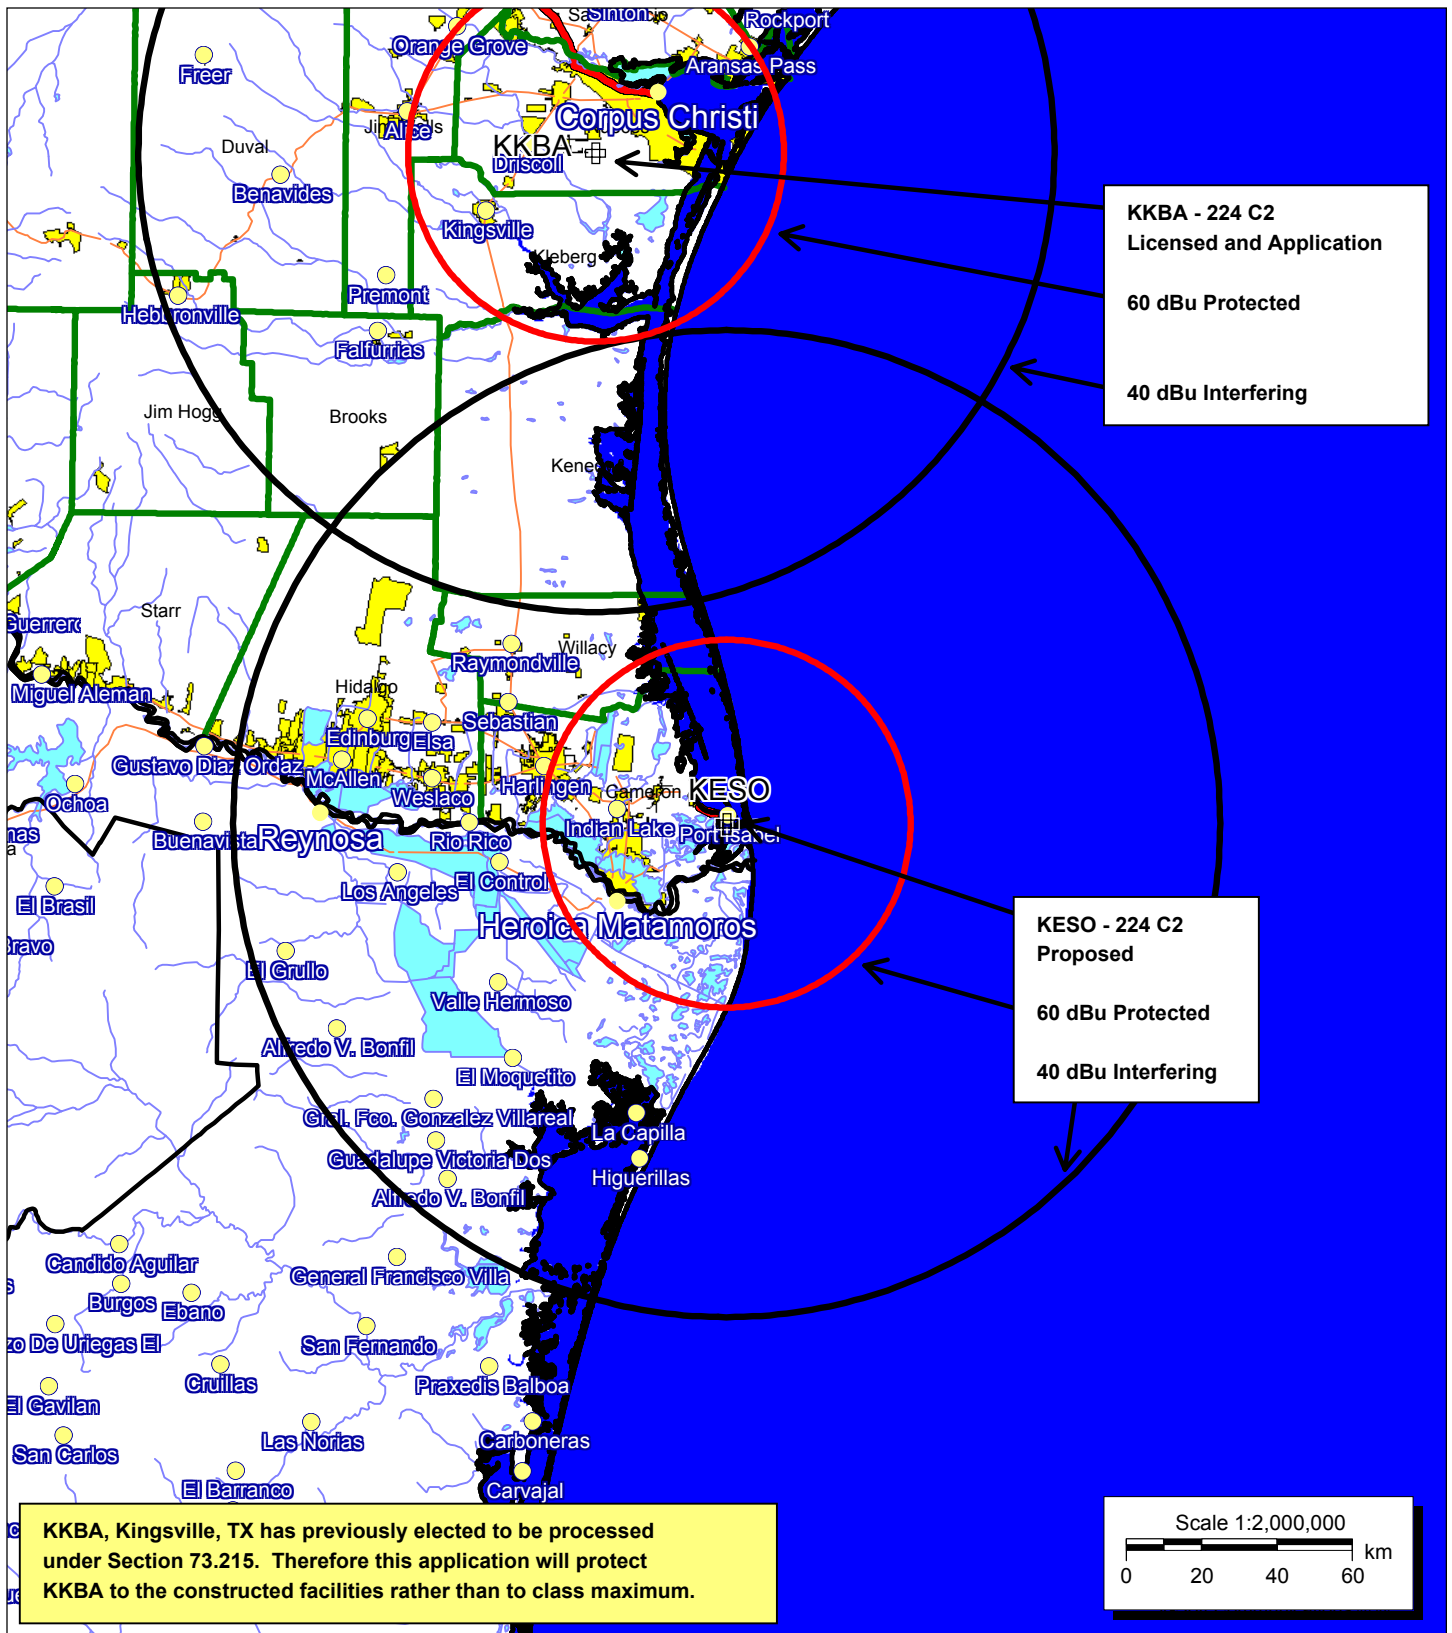 Sinton
Rockport
Orange Grove
Freer
Aransas Pass
Corpus Christi
Alice
Duval
KKBA
Driscoll
Benavides
KKBA - 224 C2
Licensed and Application
60 dBu Protected
40 dBu Interfering
Kingsville
Kleberg
Premont
Hebbronville
Falfurrias
Jim Hogg
Brooks
Starr
Willacy
Raymondville
Miguel Aleman
Hidalgo
Sebastian
Edinburg
Elsa
Gustavo Diaz Ordaz
McAllen
Weslaco
Harlingen
Cameron
KESO
Ochoa
Buenavista
Reynosa
Rio Rico
Indian Lake
Port Isabel
Los Angeles
El Control
El Brasil
Heroica Matamoros
KESO - 224 C2
Proposed
60 dBu Protected
40 dBu Interfering
El Grullo
Valle Hermoso
Alfredo V. Bonfil
El Moquetito
Gral. Fco. Gonzalez Villareal
La Capilla
Guadalupe Victoria Dos
Higuerillas
Alfredo V. Bonfil
Candido Aguilar
General Francisco Villa
Burgos
Ebano
zo De Uriegas El
San Fernando
Cruillas
Praxedis Balboa
El Gavilan
Las Norias
Carboneras
San Carlos
El Barranco
Carvajal
KKBA, Kingsville, TX has previously elected to be processed
under Section 73.215. Therefore this application will protect
KKBA to the constructed facilities rather than to class maximum.
Scale 1:2,000,000
km
0 20 40 60